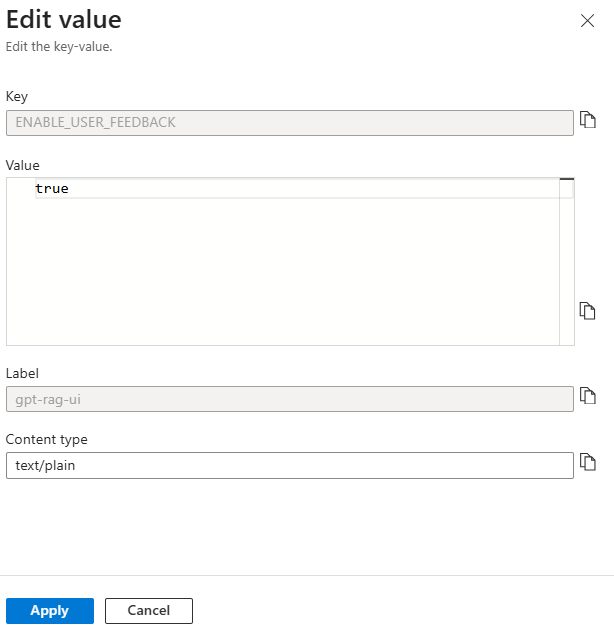 Edit value
Edit the key-value.
Key
ENABLE_USER_FEEDBACK
Value
true
Label
gpt-rag-ui
Content type
text/plain
Apply
Cancel